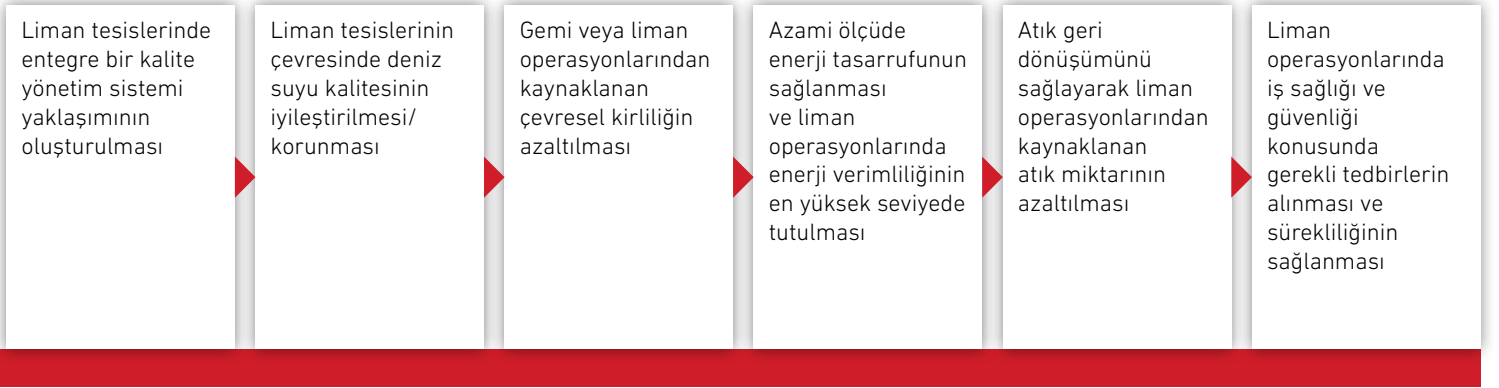 Liman tesislerinde
entegre bir kalite
yönetim sistemi
yaklaşımının
oluşturulması
Liman tesislerinin
çevresinde deniz
suyu kalitesinin
iyileştirilmesi/
korunması
Gemi veya liman
operasyonlarından
kaynaklanan
çevresel kirliliğin
azaltılması
Azami ölçüde
enerji tasarrufunun
sağlanması
ve liman
operasyonlarında
enerji verimliliğinin
en yüksek seviyede
tutulması
Atık geri
dönüşümünü
sağlayarak liman
operasyonlarından
kaynaklanan
atık miktarının
azaltılması
Liman
operasyonlarında
iş sağlığı ve
güvenliği
konusunda
gerekli tedbirlerin
alınması ve
sürekliliğinin
sağlanması